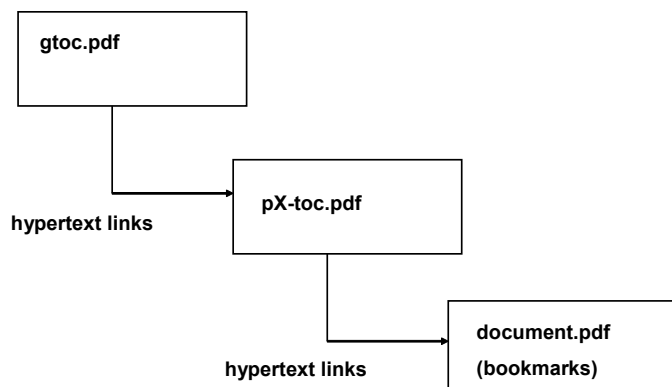 gtoc.pdf
pX-toc.pdf
hypertext links
document.pdf
(bookmarks)
hypertext links